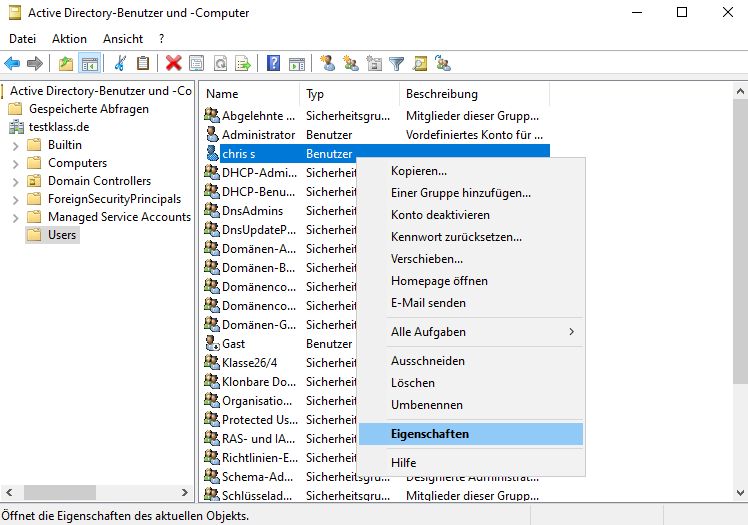 Active Directory-Benutzer und -Computer
Datei Aktion Ansicht ?
Active Directory-Benutzer und -Co
Gespeicherte Abfragen
testklass.de
Builtin
Computers
Domain Controllers
ForeignSecurityPrincipals
Managed Service Accounts
Users
Name Typ Beschreibung
Abgelehnte ... Sicherheitsgru... Mitglieder dieser Grupp...
Administrator Benutzer Vordefiniertes Konto für ...
chris s Benutzer
DHCP-Admi... Sicherheit
DHCP-Benu... Sicherheit
DnsAdmins Sicherheit
DnsUpdateP... Sicherheit
Domänen-A... Sicherheit
Domänen-B... Sicherheit
Domänenco... Sicherheit
Domänenco... Sicherheit
Domänen-G... Sicherheit
Gast Benutzer
Klasse26/4 Sicherheit
Klonbare Do... Sicherheit
Organisatio... Sicherheit
Protected Us... Sicherheit
RAS- und IA... Sicherheit
Richtlinien-E... Sicherheit
Schema-Ad... Sicherheitsgru... Designierte Administrat...
Schlüsselad... Sicherheitsgru... Mitglieder dieser Grupp...
Kopieren...
Einer Gruppe hinzufügen...
Konto deaktivieren
Kennwort zurücksetzen...
Verschieben...
Homepage öffnen
E-Mail senden
Alle Aufgaben
Ausschneiden
Löschen
Umbenennen
Eigenschaften
Hilfe
Öffnet die Eigenschaften des aktuellen Objekts.